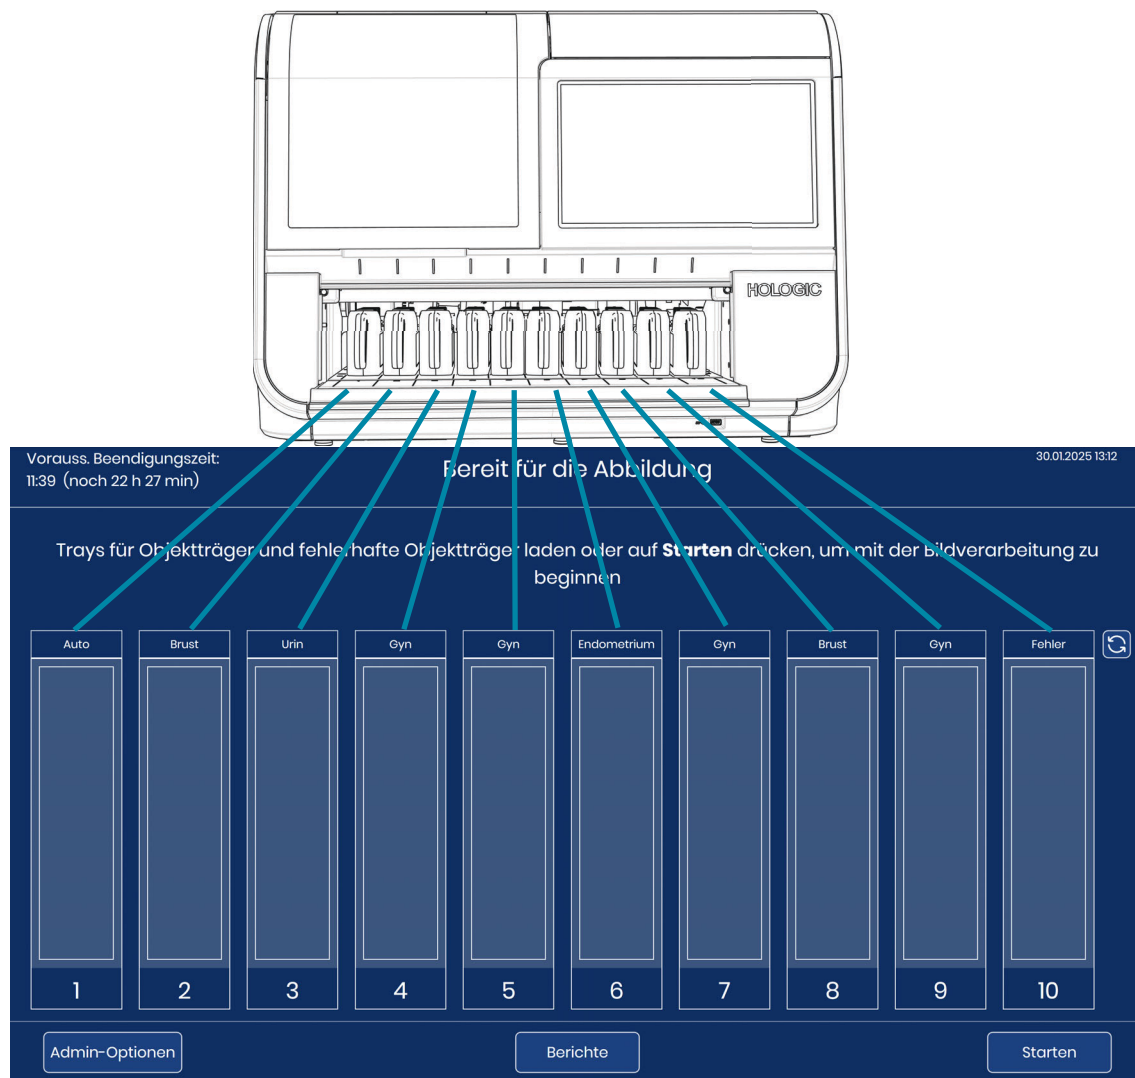 HOLOGIC
Vorauss. Beendigungszeit:
11:39 (noch 22 h 27 min)
Bereit für die Abbildung
30.01.2025 13:12
Trays für Objektträger und fehlerhafte Objektträger laden oder auf Starten drücken, um mit der Bildverarbeitung zu
beginnen
Auto Brust Urin Gyn Gyn Endometrium Gyn Brust Gyn Fehler
1 2 3 4 5 6 7 8 9 10
Admin-Optionen Berichte Starten